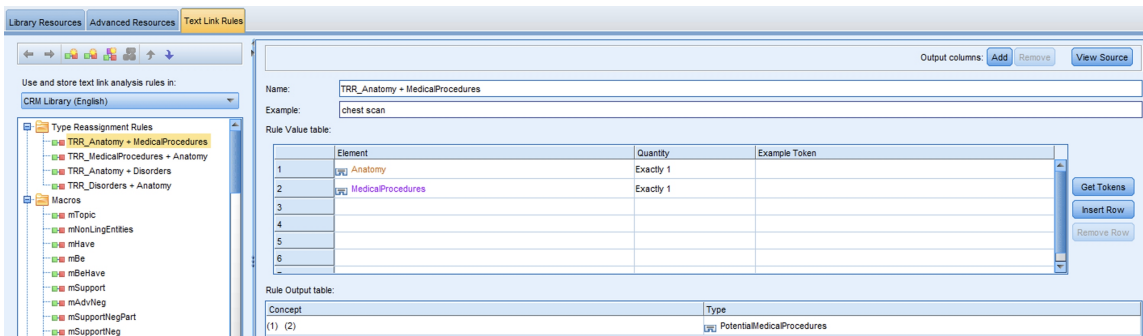 Library Resources Advanced Resources Text Link Rules
Use and store text link analysis rules in:
CRM Library (English)
Type Reassignment Rules
TRR_Anatomy + MedicalProcedures
TRR_MedicalProcedures + Anatomy
TRR_Anatomy + Disorders
TRR_Disorders + Anatomy
Macros
mTopic
mNonLingEntities
mHave
mBe
mBeHave
mSupport
mAdvNeg
mSupportNegPart
mSupportNeg
Output columns: Add Remove View Source
Name: TRR_Anatomy + MedicalProcedures
Example: chest scan
Rule Value table:
Element Quantity Example Token
1 Anatomy Exactly 1
2 MedicalProcedures Exactly 1
3
4
5
6
Get Tokens
Insert Row
Remove Row
Rule Output table:
Concept Type
(1) (2) PotentialMedicalProcedures